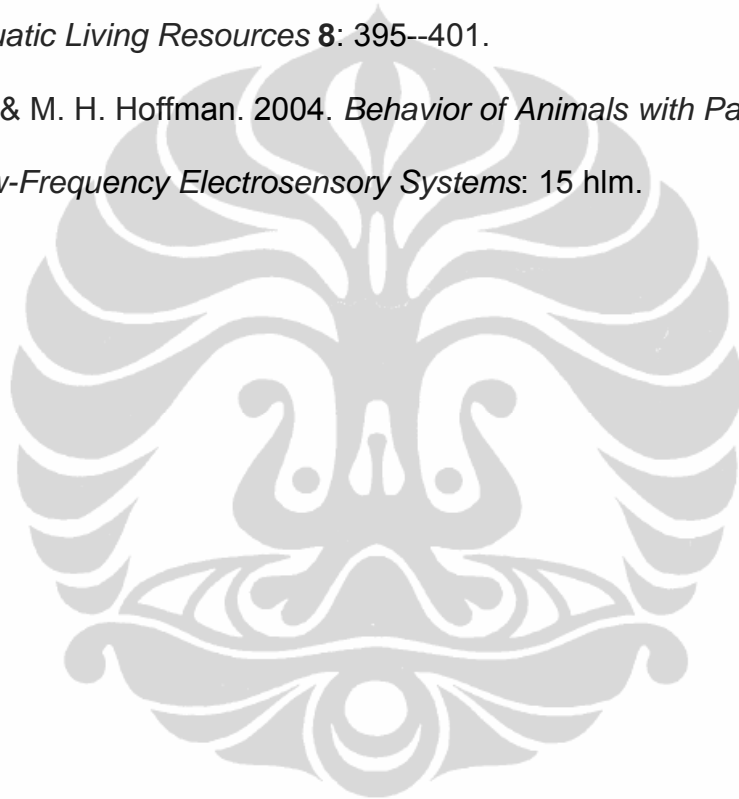 uatic Living Resources 8: 395--401.
& M. H. Hoffman. 2004. Behavior of Animals with Pa
w-Frequency Electrosensory Systems: 15 hlm.